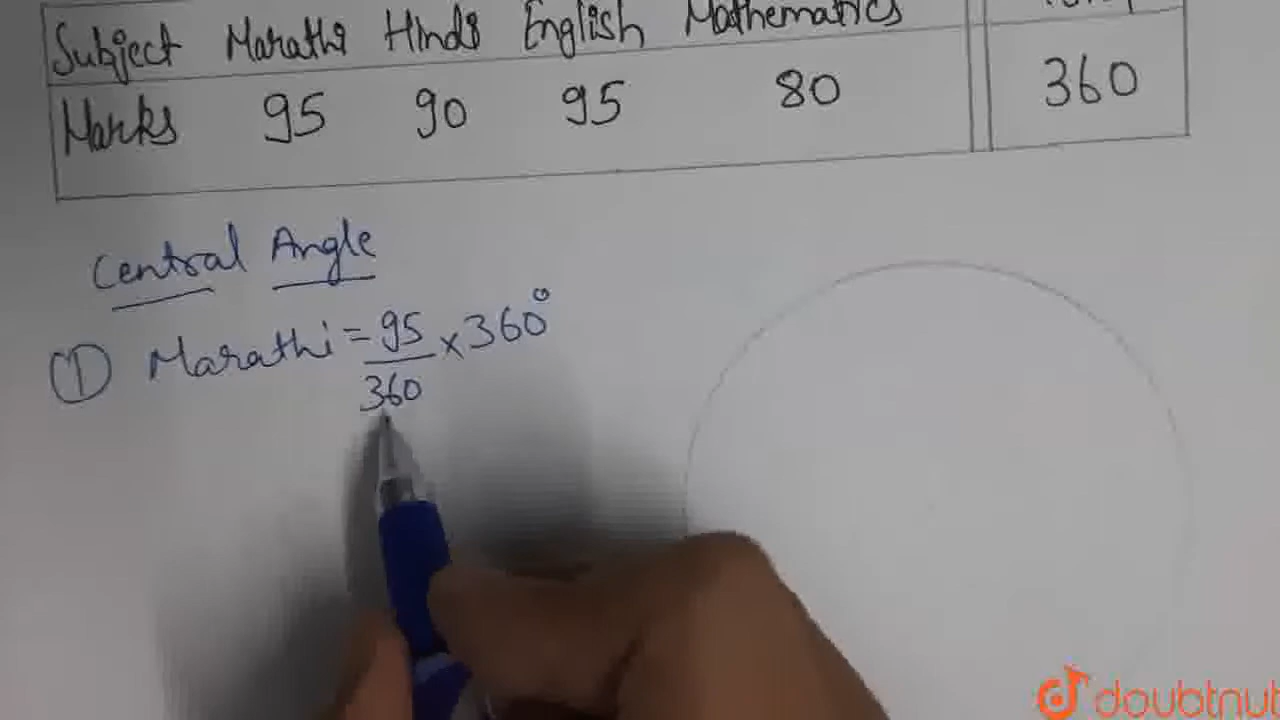 Subject Marathi Hindi English Mathematics
Marks 95 90 95 80 360
Central Angle
① Marathi = 95/360 × 360°
doubtnut